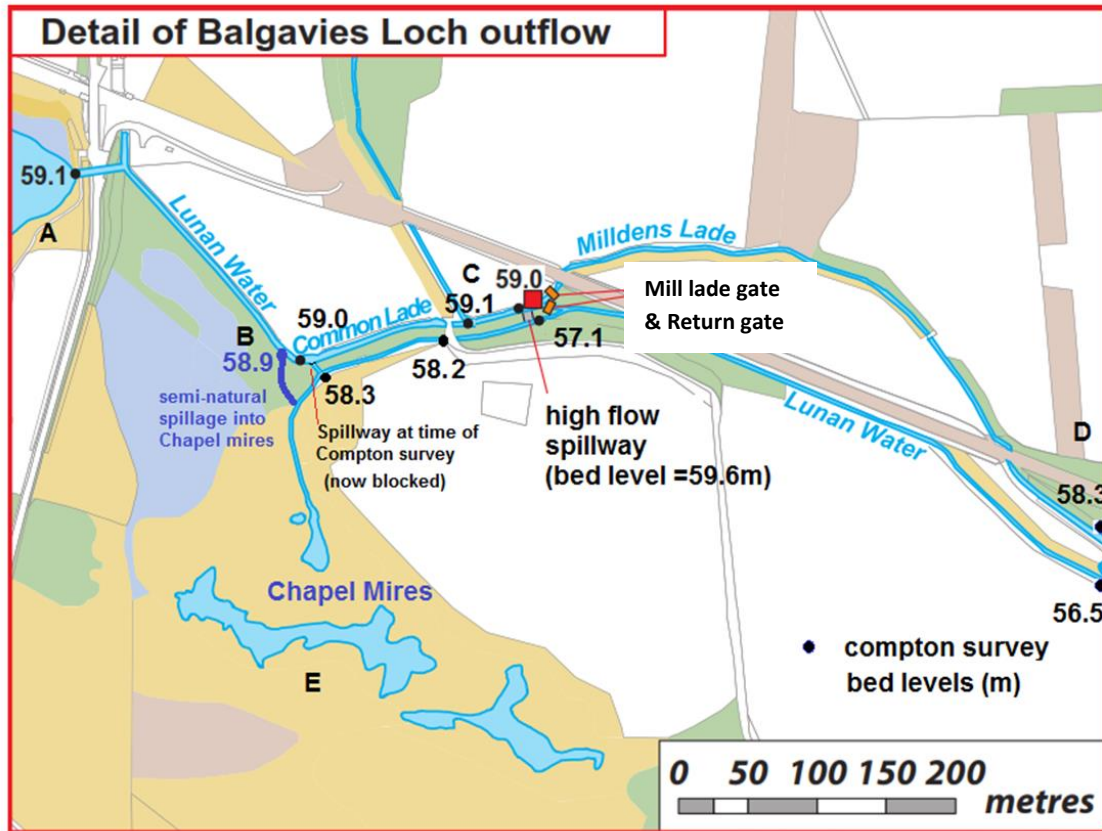 Detail of Balgavies Loch outflow
59.1
A
Lunan Water
B
58.9
semi-natural
spillage into
Chapel mires
59.0
Common Lade
58.3
Spillway at time of
Compton survey
(now blocked)
C
59.1
59.0
58.2
57.1
Milldens Lade
Mill lade gate
& Return gate
high flow
spillway
(bed level =59.6m)
Lunan Water
D
58.3
56.5
Chapel Mires
E
compton survey
bed levels (m)
0 50 100 150 200
metres